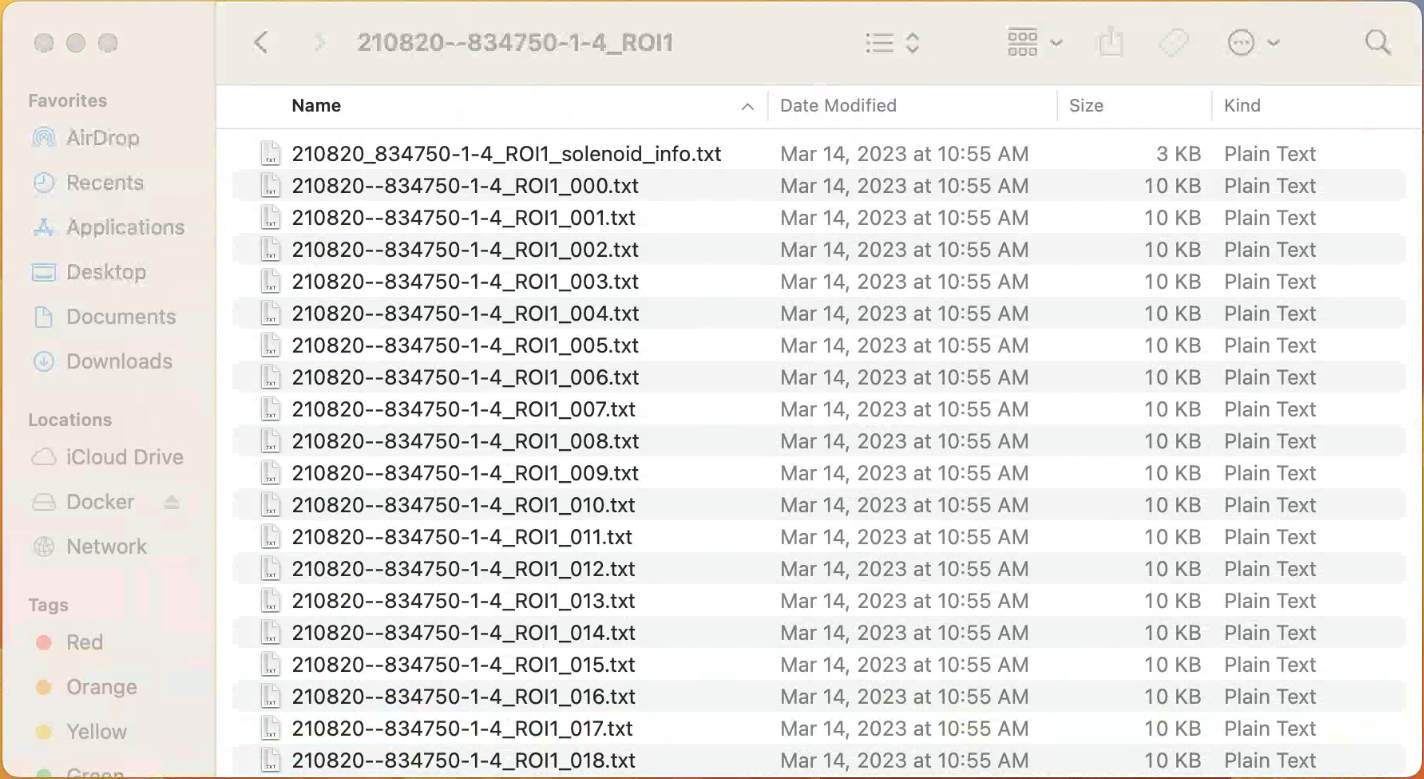 210820--834750-1-4_ROI1
Favorites
AirDrop
Recents
Applications
Desktop
Documents
Downloads
Locations
iCloud Drive
Docker
Network
Tags
Red
Orange
Yellow
Green
Name Date Modified Size Kind
210820_834750-1-4_ROI1_solenoid_info.txt Mar 14, 2023 at 10:55 AM 3 KB Plain Text
210820--834750-1-4_ROI1_000.txt Mar 14, 2023 at 10:55 AM 10 KB Plain Text
210820--834750-1-4_ROI1_001.txt Mar 14, 2023 at 10:55 AM 10 KB Plain Text
210820--834750-1-4_ROI1_002.txt Mar 14, 2023 at 10:55 AM 10 KB Plain Text
210820--834750-1-4_ROI1_003.txt Mar 14, 2023 at 10:55 AM 10 KB Plain Text
210820--834750-1-4_ROI1_004.txt Mar 14, 2023 at 10:55 AM 10 KB Plain Text
210820--834750-1-4_ROI1_005.txt Mar 14, 2023 at 10:55 AM 10 KB Plain Text
210820--834750-1-4_ROI1_006.txt Mar 14, 2023 at 10:55 AM 10 KB Plain Text
210820--834750-1-4_ROI1_007.txt Mar 14, 2023 at 10:55 AM 10 KB Plain Text
210820--834750-1-4_ROI1_008.txt Mar 14, 2023 at 10:55 AM 10 KB Plain Text
210820--834750-1-4_ROI1_009.txt Mar 14, 2023 at 10:55 AM 10 KB Plain Text
210820--834750-1-4_ROI1_010.txt Mar 14, 2023 at 10:55 AM 10 KB Plain Text
210820--834750-1-4_ROI1_011.txt Mar 14, 2023 at 10:55 AM 10 KB Plain Text
210820--834750-1-4_ROI1_012.txt Mar 14, 2023 at 10:55 AM 10 KB Plain Text
210820--834750-1-4_ROI1_013.txt Mar 14, 2023 at 10:55 AM 10 KB Plain Text
210820--834750-1-4_ROI1_014.txt Mar 14, 2023 at 10:55 AM 10 KB Plain Text
210820--834750-1-4_ROI1_015.txt Mar 14, 2023 at 10:55 AM 10 KB Plain Text
210820--834750-1-4_ROI1_016.txt Mar 14, 2023 at 10:55 AM 10 KB Plain Text
210820--834750-1-4_ROI1_017.txt Mar 14, 2023 at 10:55 AM 10 KB Plain Text
210820--834750-1-4_ROI1_018.txt Mar 14, 2023 at 10:55 AM 10 KB Plain Text